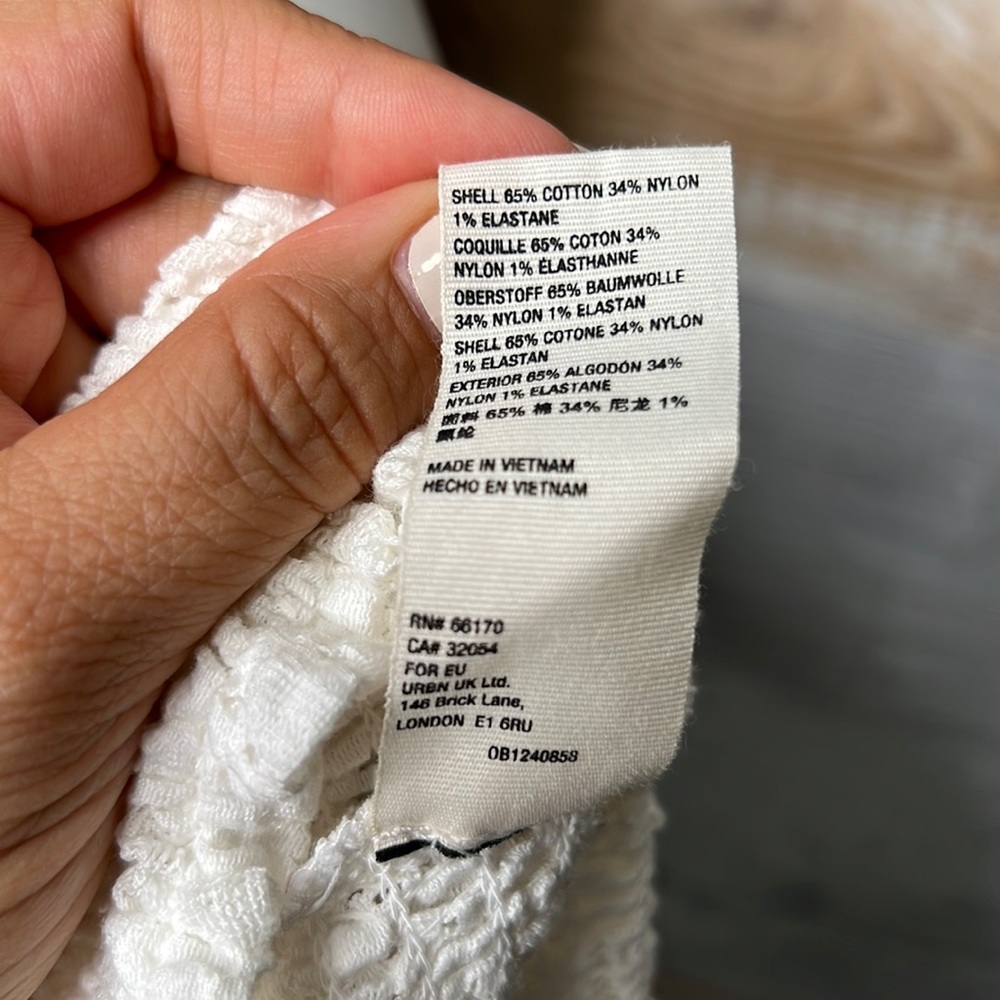 SHELL 65% COTTON 34% NYLON
1% ELASTANE
COQUILLE 65% COTON 34%
NYLON 1% ÉLASTHANNE
OBERSTOFF 65% BAUMWOLLE
34% NYLON 1% ELASTAN
SHELL 65% COTONE 34% NYLON
1% ELASTAN
EXTERIOR 65% ALGODÓN 34%
NYLON 1% ELASTANE
面料 65% 棉 34% 尼龙 1%
MADE IN VIETNAM
HECHO EN VIETNAM
RN# 66170
CA# 32054
FOR EU
URBN UK Ltd.
146 Brick Lane,
LONDON E1 6RU
OB1240858